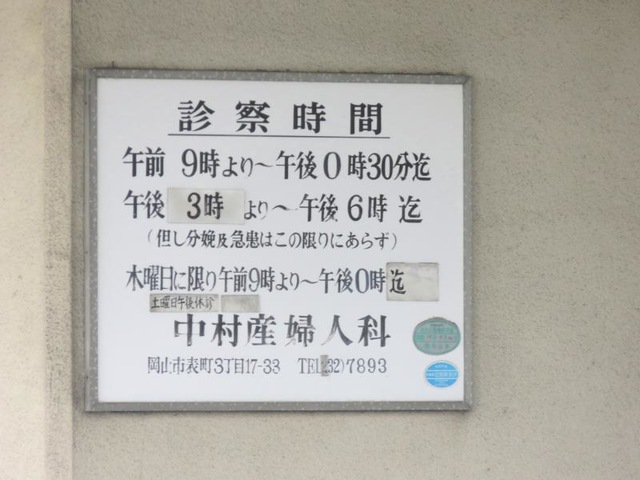 診察時間
午前 9時より〜午後0時30分迄
午後 3時 より〜午後6時迄
(但し分娩及急患はこの限りにあらず)
木曜日に限り午前9時より〜午後0時迄
土曜日午後休診
中村産婦人科
岡山市表町3丁目17-33 TEL(32)7893